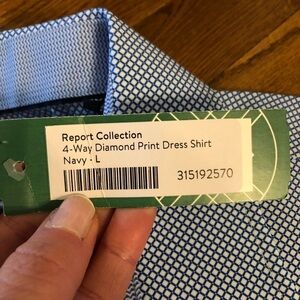 Report Collection
4-Way Diamond Print Dress Shirt
Navy - L
315192570